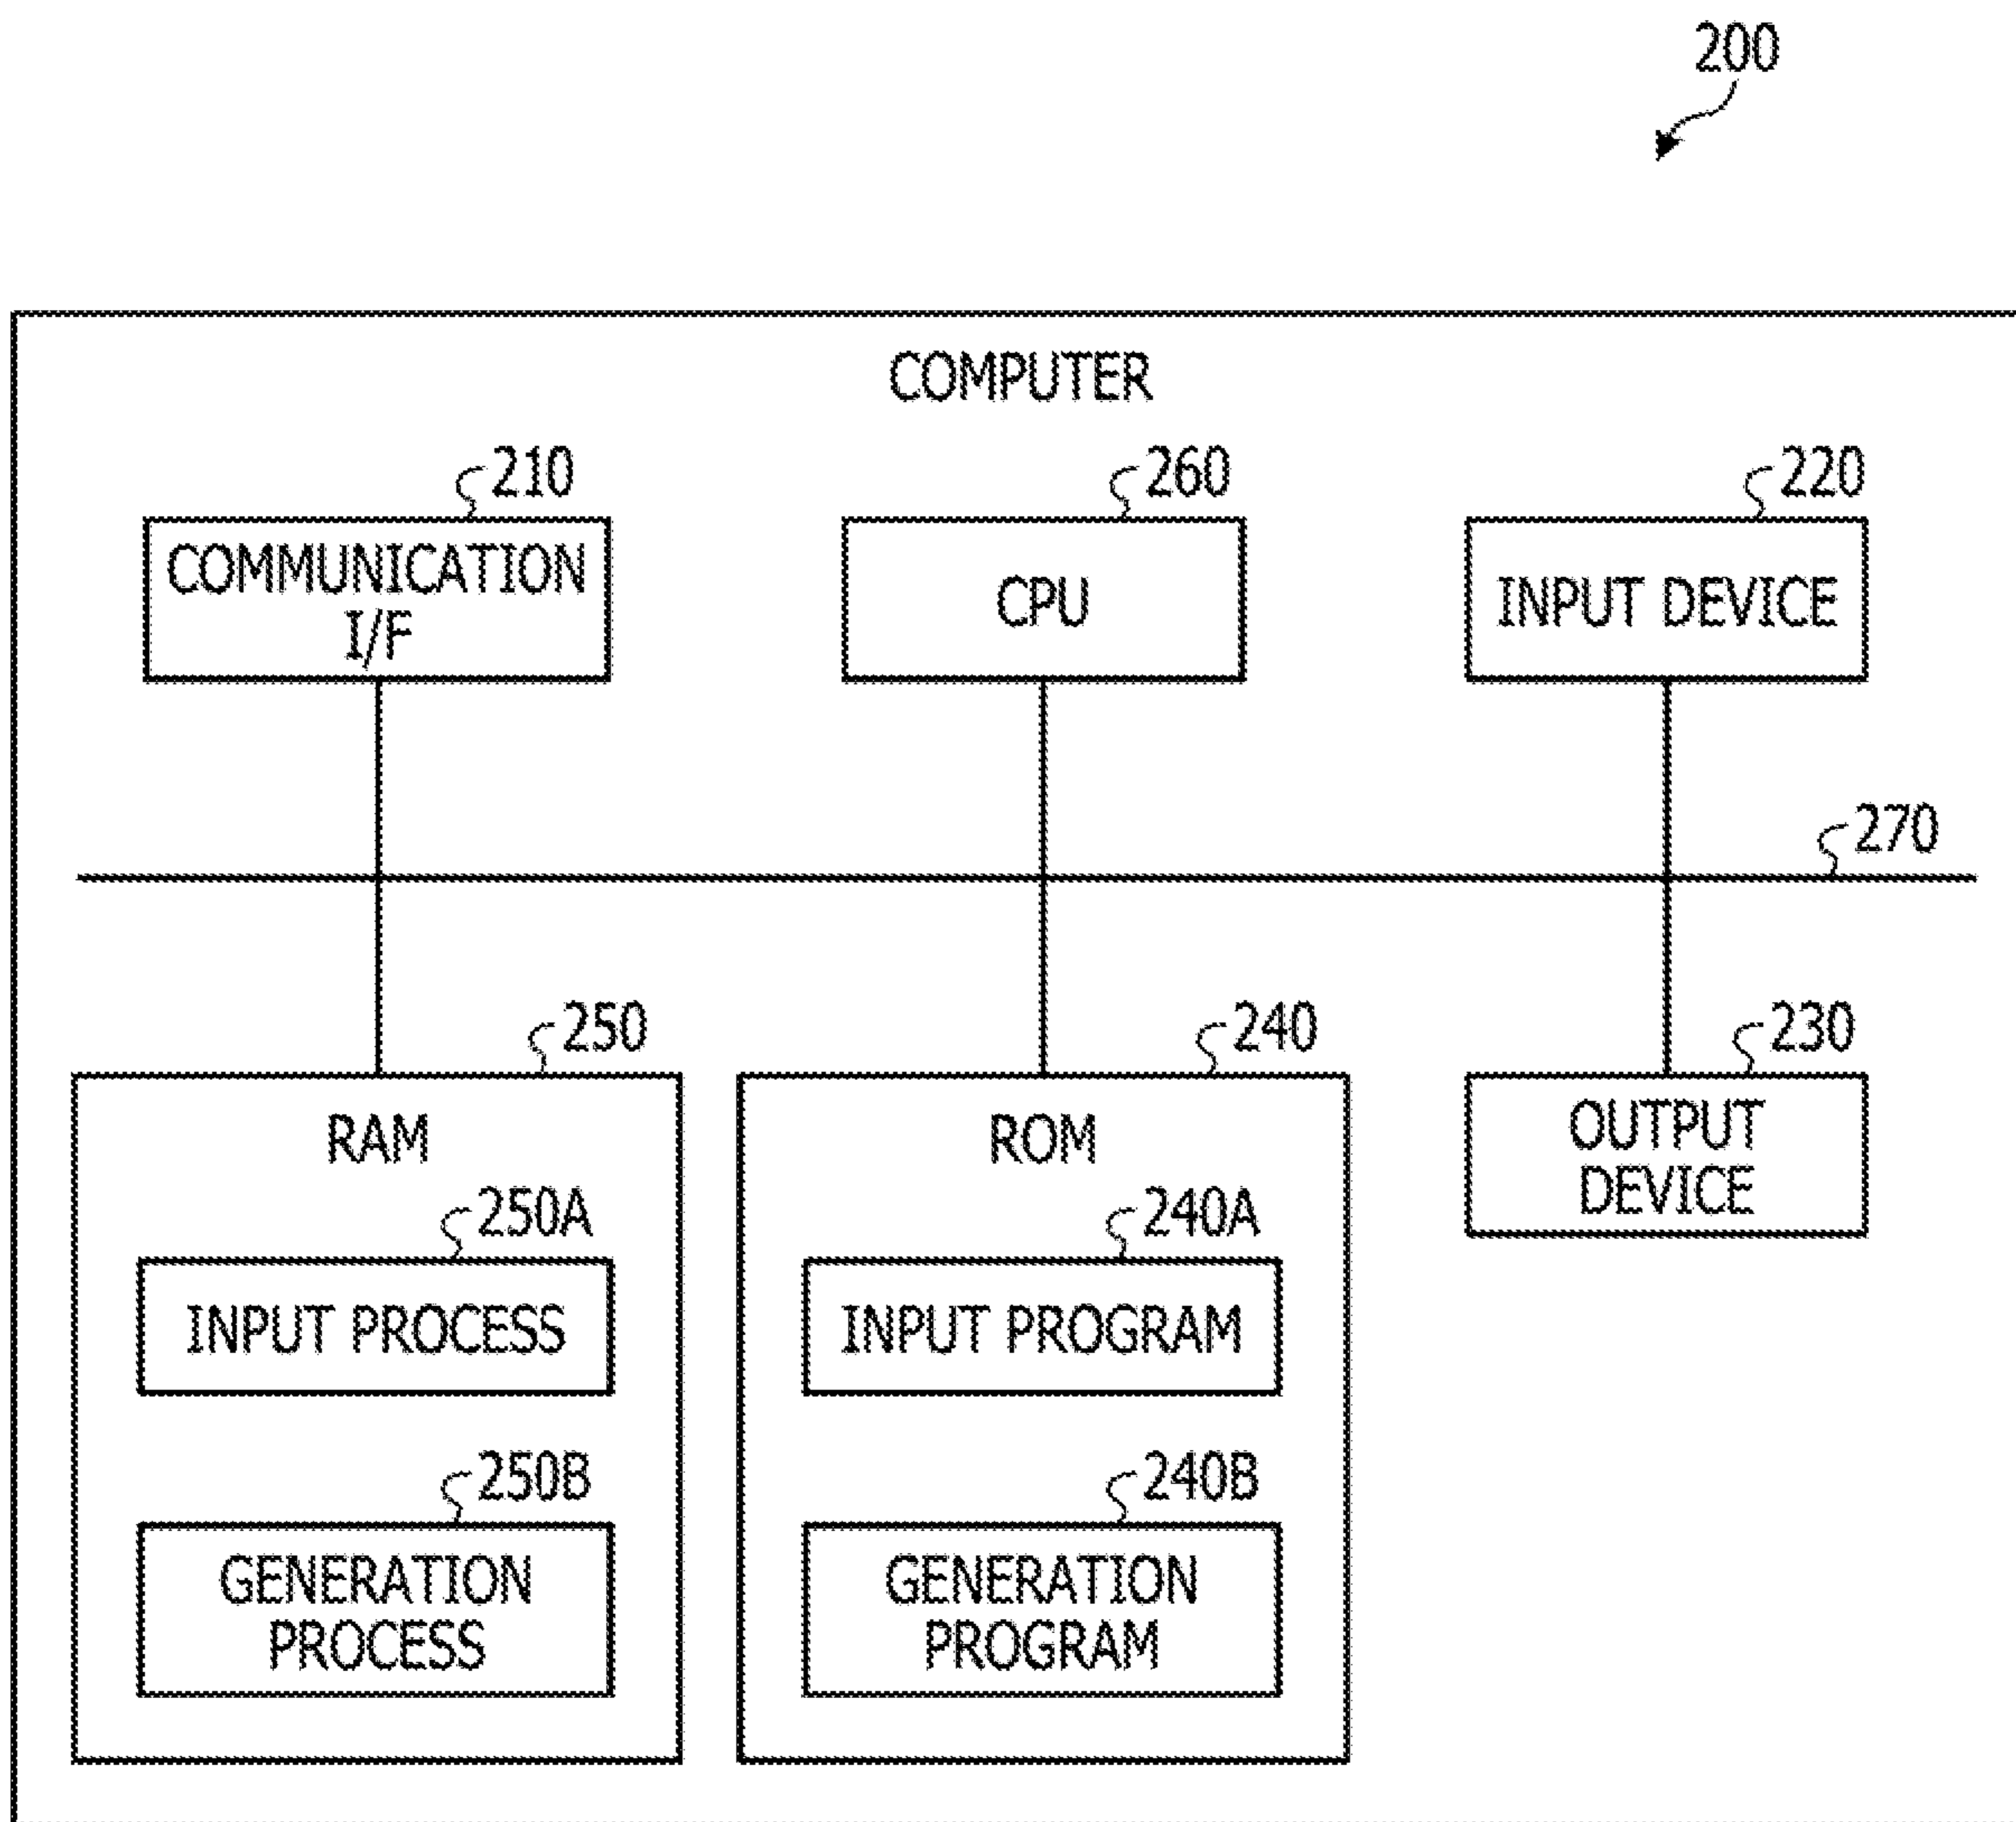 200
COMPUTER
210
260
220
COMMUNICATION
I/F
CPU
INPUT DEVICE
270
250
240
230
RAM
ROM
OUTPUT
DEVICE
250A
240A
INPUT PROCESS
INPUT PROGRAM
250B
240B
GENERATION
PROCESS
GENERATION
PROGRAM